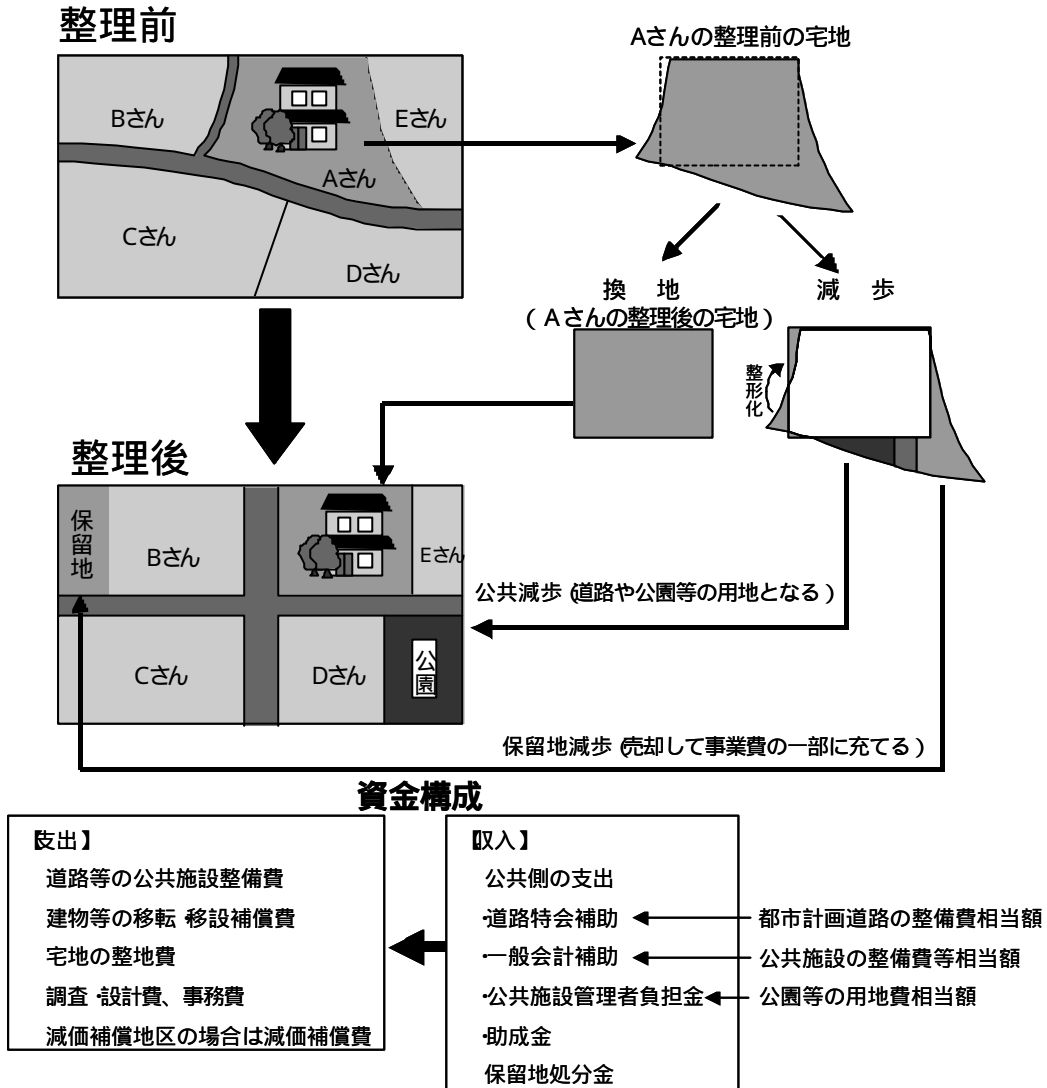 整理前
Aさんの整理前の宅地
Bさん
Eさん
Aさん
Cさん
Dさん
換 地
(Aさんの整理後の宅地)
減 歩
整形化
整理後
保留地
Bさん
Eさん
公共減歩(道路や公園等の用地となる)
Cさん
Dさん
公園
保留地減歩(売却して事業費の一部に充てる)
資金構成
【支出】
道路等の公共施設整備費
建物等の移転・移設補償費
宅地の整地費
調査・設計費、事務費
減価補償地区の場合は減価補償費
【収入】
公共側の支出
・道路特会補助
都市計画道路の整備費相当額
・一般会計補助
公共施設の整備費等相当額
・公共施設管理者負担金
公園等の用地費相当額
・助成金
保留地処分金